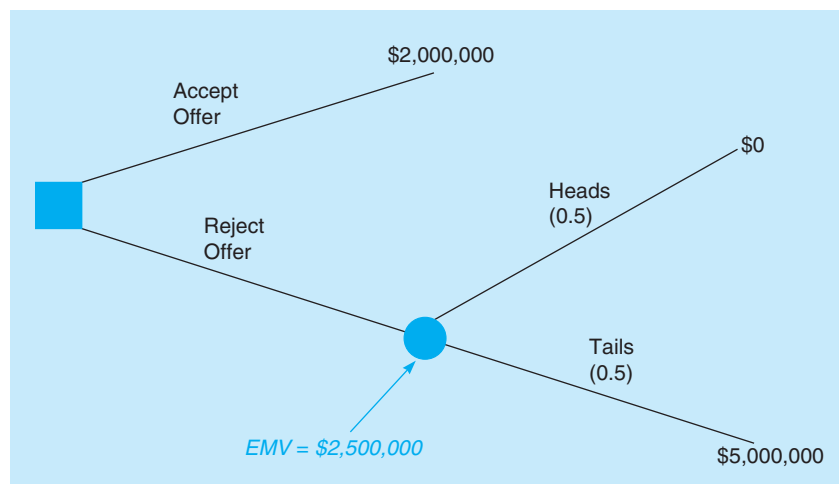 $2,000,000
Accept
Offer
$0
Heads
(0.5)
Reject
Offer
Tails
(0.5)
EMV = $2,500,000
$5,000,000